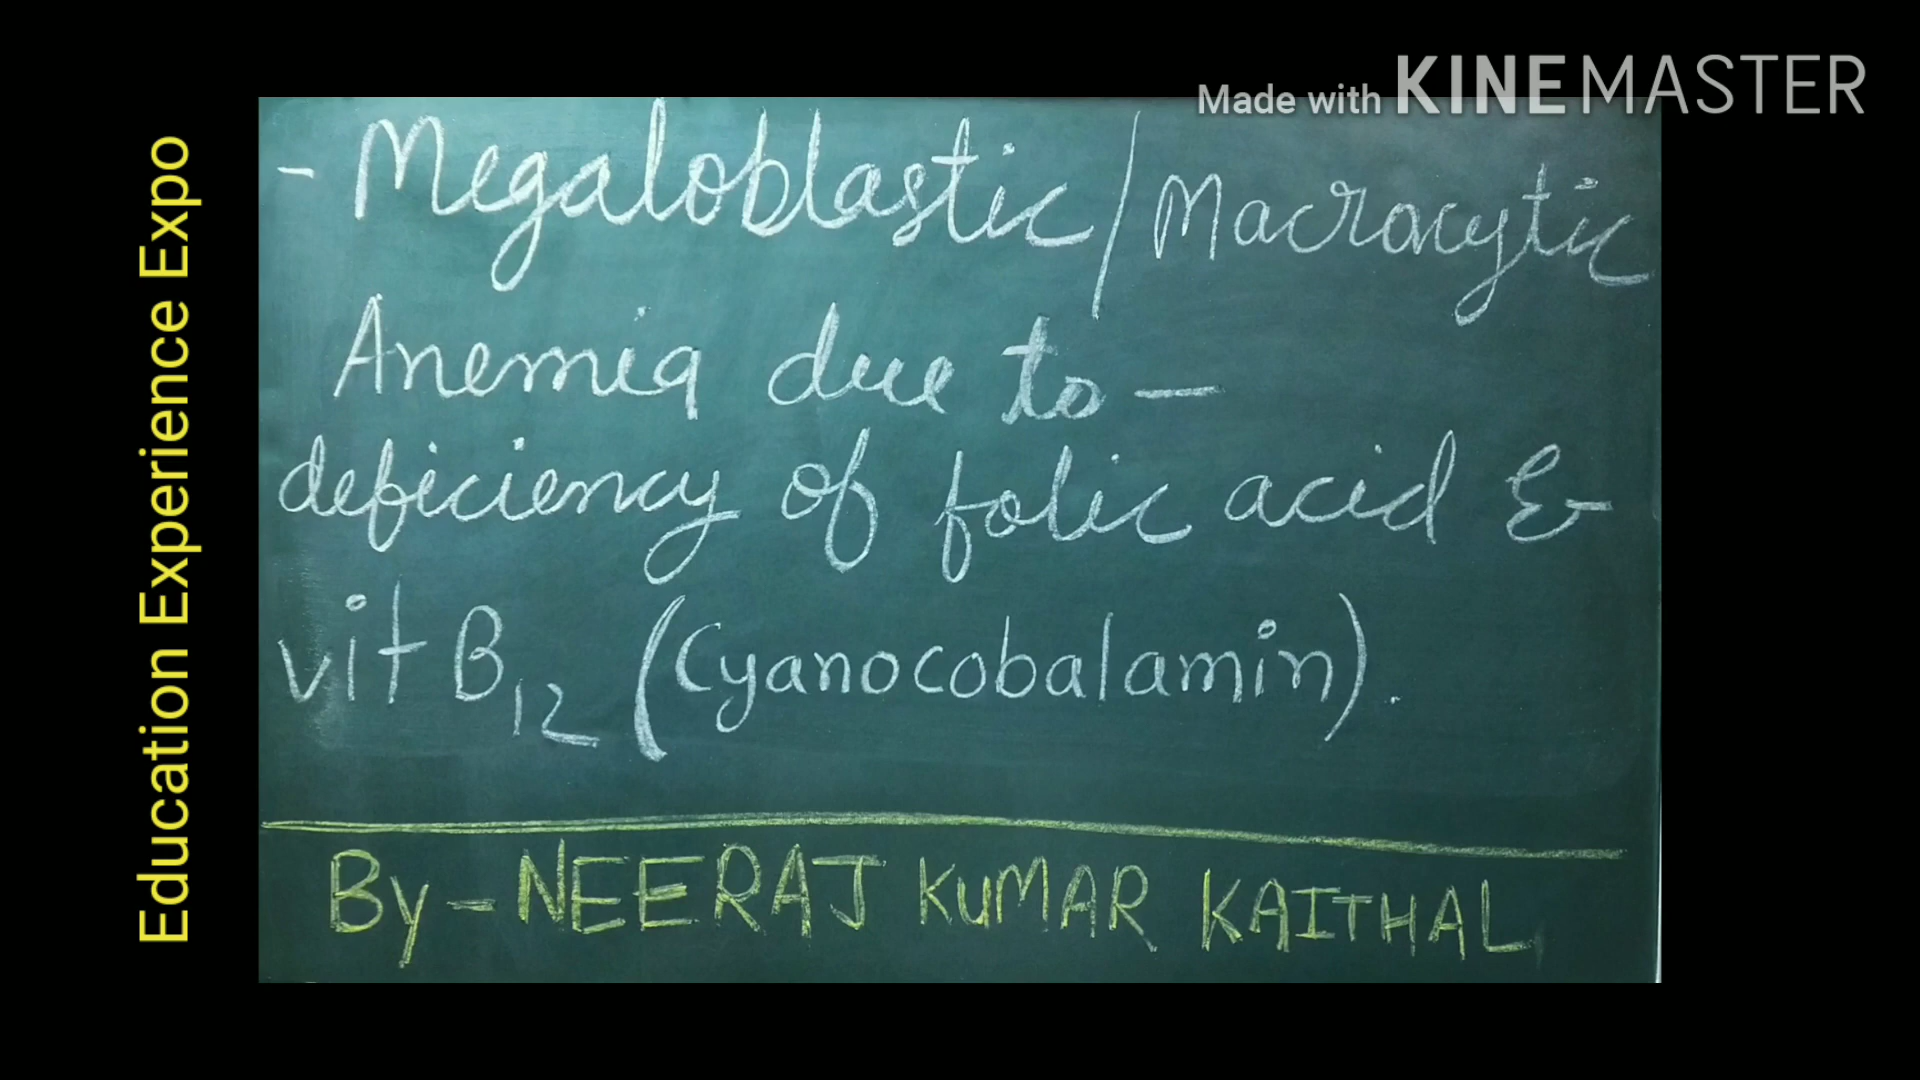 Made with KINEMASTER
Education Experience Expo
- Megaloblastic/Macrocytic
Anemia due to —
deficiency of folic acid &
vit B12 (Cyanocobalamin).
By - NEERAJ KUMAR KAITHAL